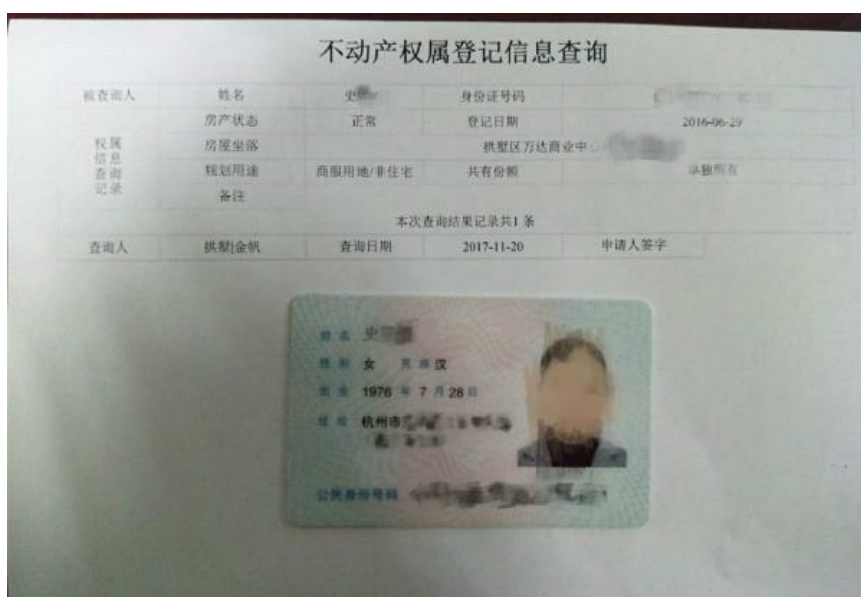 不动产权属登记信息查询
被查询人 姓名 史 身份证号码
房产状态 正常 登记日期 2016-06-29
权属信息查询记录 房屋坐落 拱墅区万达商业中
规划用途 商服用地/非住宅 共有份额 单独所有
备注
本次查询结果记录共1 条
查询人 拱墅|金帆 查询日期 2017-11-20 申请人签字
姓名 史
性别 女 民族 汉
出生 1976 年 7 月 28 日
住址 杭州市
公民身份号码